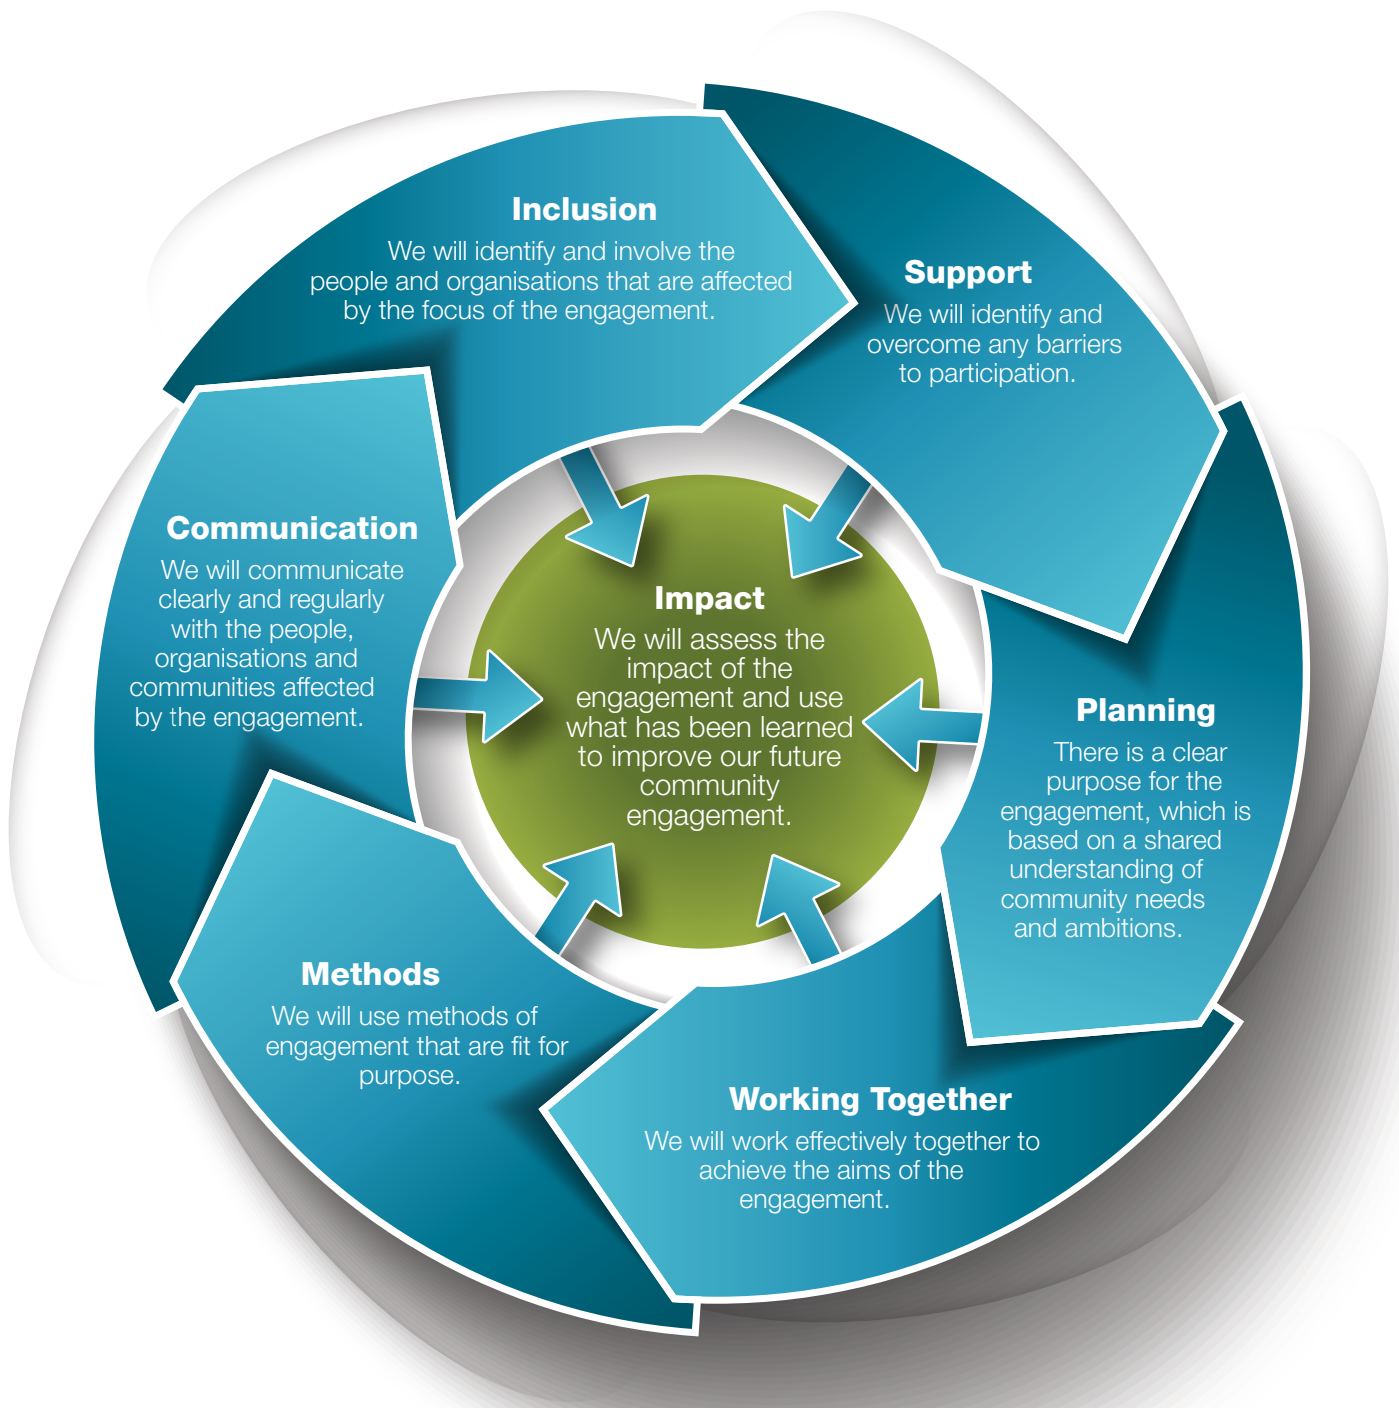 Inclusion
We will identify and involve the
people and organisations that are affected
by the focus of the engagement.
Support
We will identify and
overcome any barriers
to participation.
Planning
There is a clear
purpose for the
engagement, which is
based on a shared
understanding of
community needs
and ambitions.
Working Together
We will work effectively together to
achieve the aims of the
engagement.
Methods
We will use methods of
engagement that are fit for
purpose.
Communication
We will communicate
clearly and regularly
with the people,
organisations and
communities affected
by the engagement.
Impact
We will assess the
impact of the
engagement and use
what has been learned
to improve our future
community
engagement.